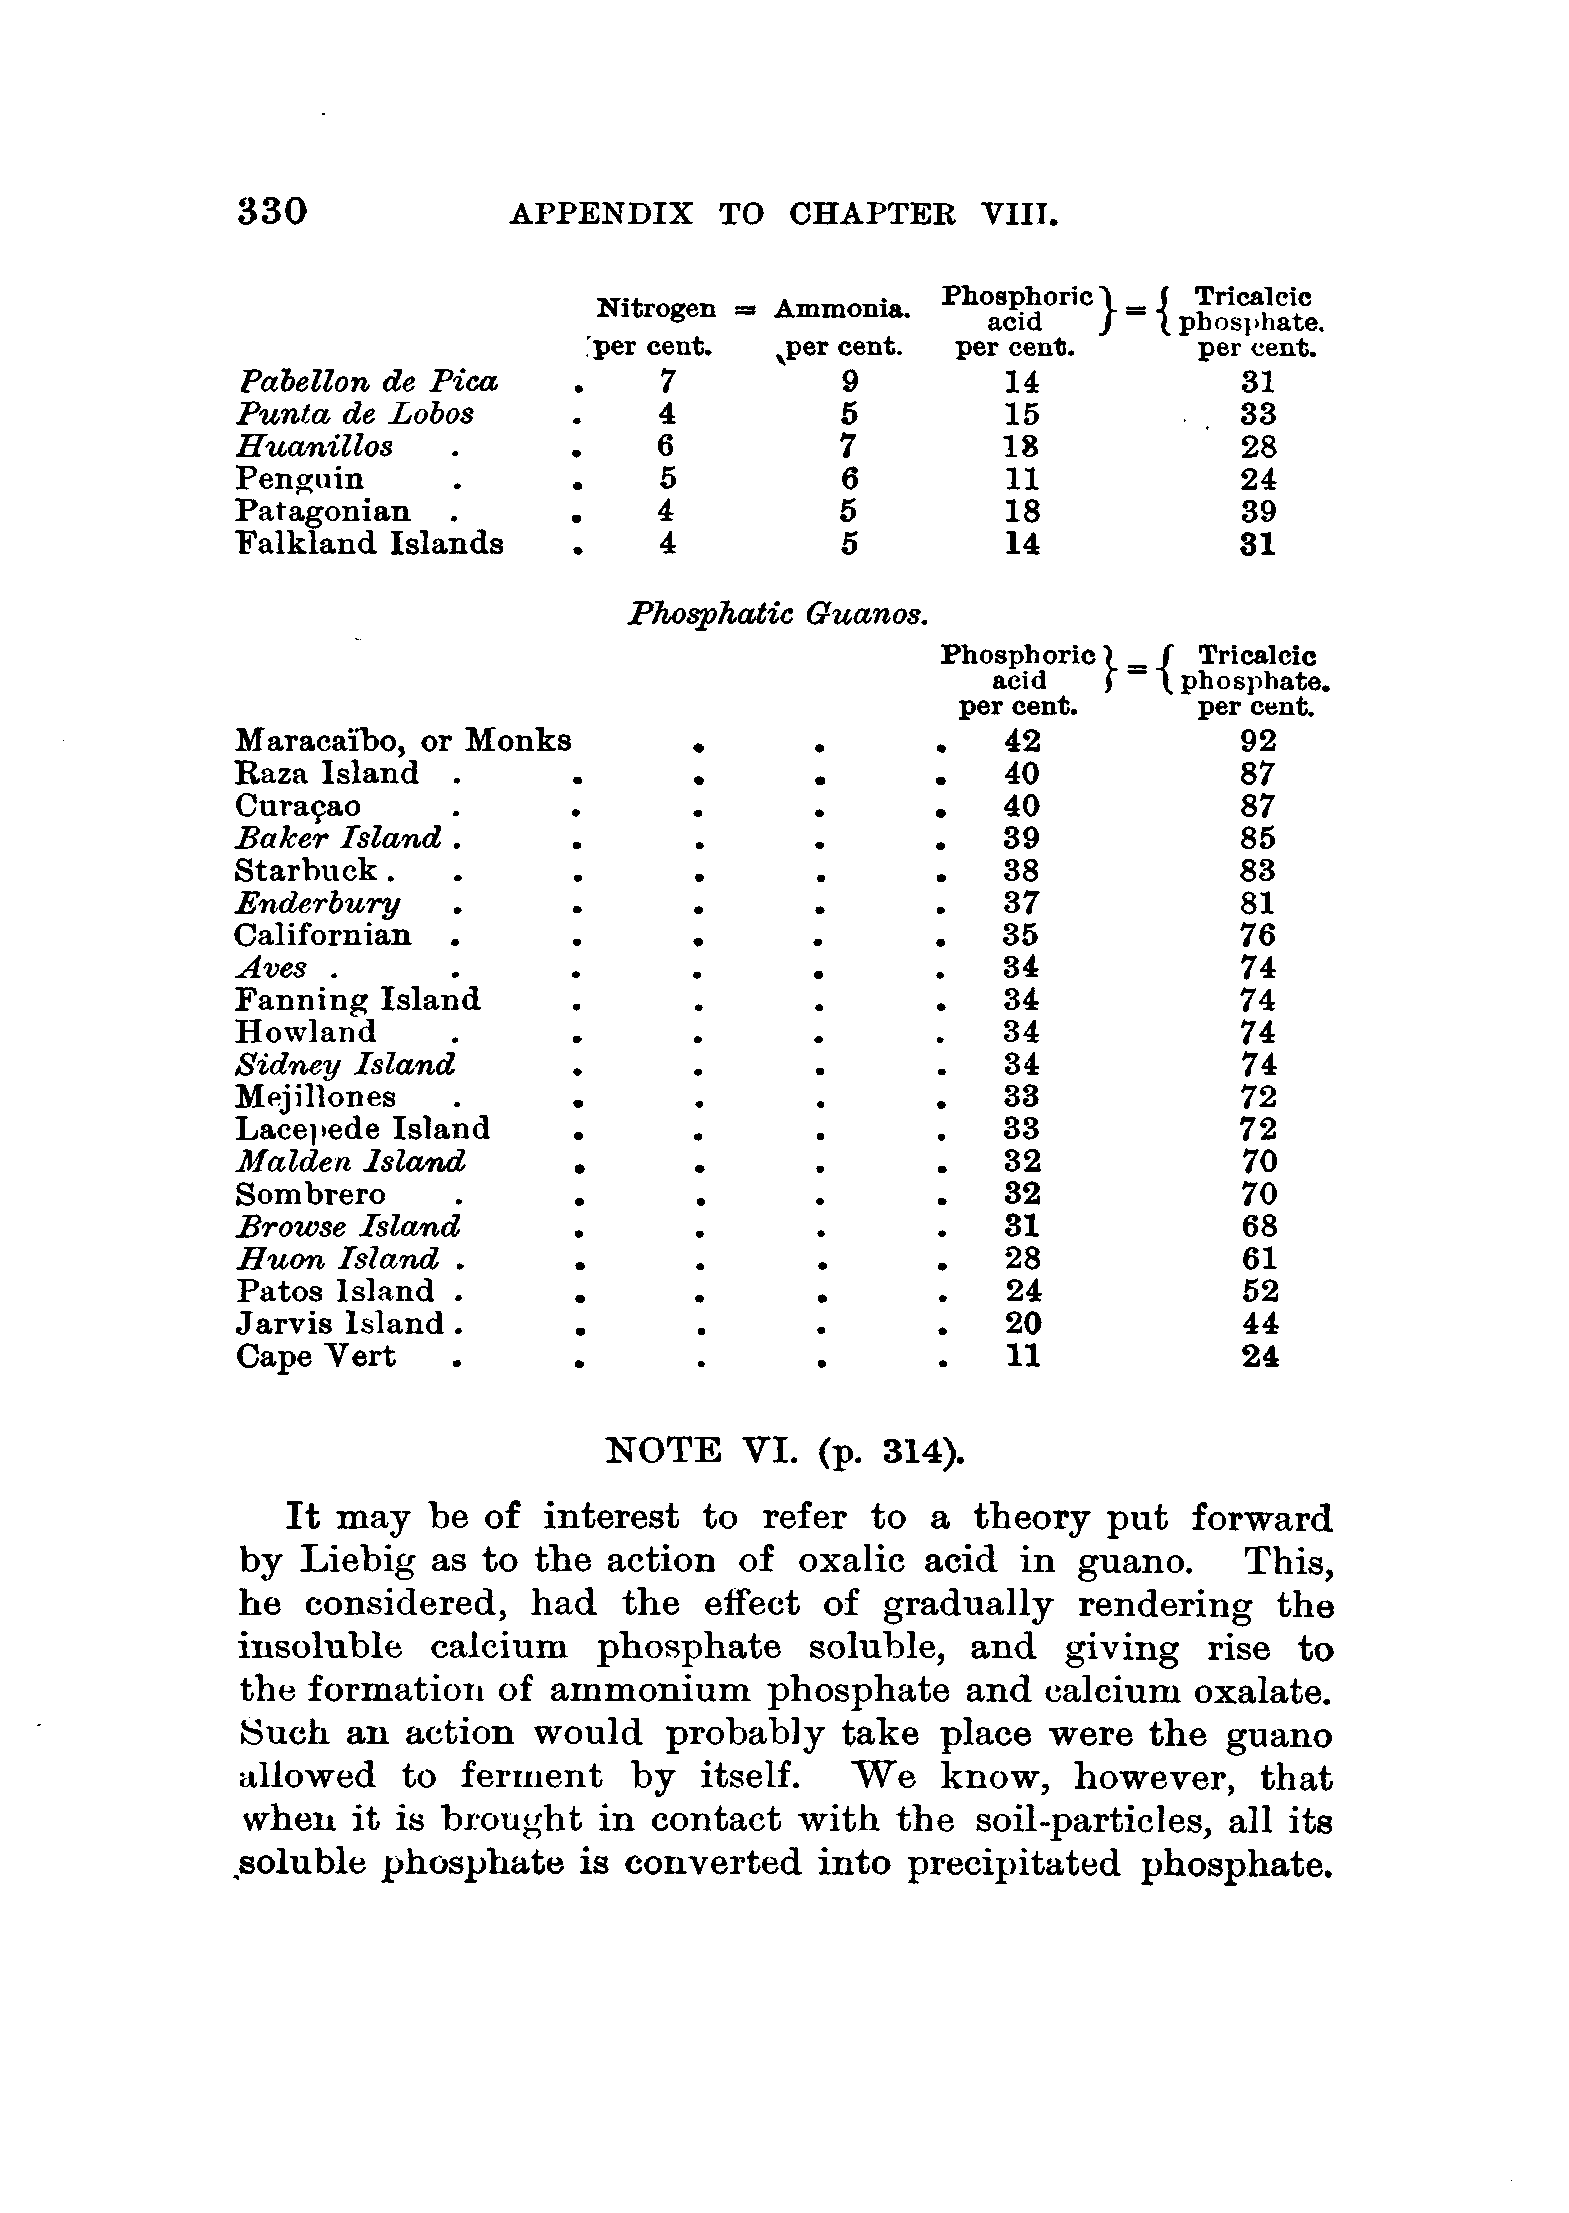 330 APPENDIX TO CHAPTER VIII.
Nitrogen = Ammonia. Phosphoric acid } = { Tricalcic phosphate.
per cent. per cent. per cent. per cent.
Pabellon de Pica . 7 9 14 31
Punta de Lobos . 4 5 15 33
Huanillos . . 6 7 18 28
Penguin . . 5 6 11 24
Patagonian . . 4 5 18 39
Falkland Islands . 4 5 14 31
Phosphatic Guanos.
Phosphoric acid } = { Tricalcic phosphate.
per cent. per cent.
Maracaïbo, or Monks . . . 42 92
Raza Island . . . . . 40 87
Curaçao . . . . . 40 87
Baker Island . . . . . 39 85
Starbuck . . . . . . 38 83
Enderbury . . . . . 37 81
Californian . . . . . 35 76
Aves . . . . . . 34 74
Fanning Island . . . . 34 74
Howland . . . . . 34 74
Sidney Island . . . . 34 74
Mejillones . . . . . 33 72
Lacepede Island . . . . 33 72
Malden Island . . . . 32 70
Sombrero . . . . . 32 70
Browse Island . . . . 31 68
Huon Island . . . . . 28 61
Patos Island . . . . . 24 52
Jarvis Island . . . . . 20 44
Cape Vert . . . . . 11 24
NOTE VI. (p. 314).
It may be of interest to refer to a theory put forward
by Liebig as to the action of oxalic acid in guano. This,
he considered, had the effect of gradually rendering the
insoluble calcium phosphate soluble, and giving rise to
the formation of ammonium phosphate and calcium oxalate.
Such an action would probably take place were the guano
allowed to ferment by itself. We know, however, that
when it is brought in contact with the soil-particles, all its
soluble phosphate is converted into precipitated phosphate.